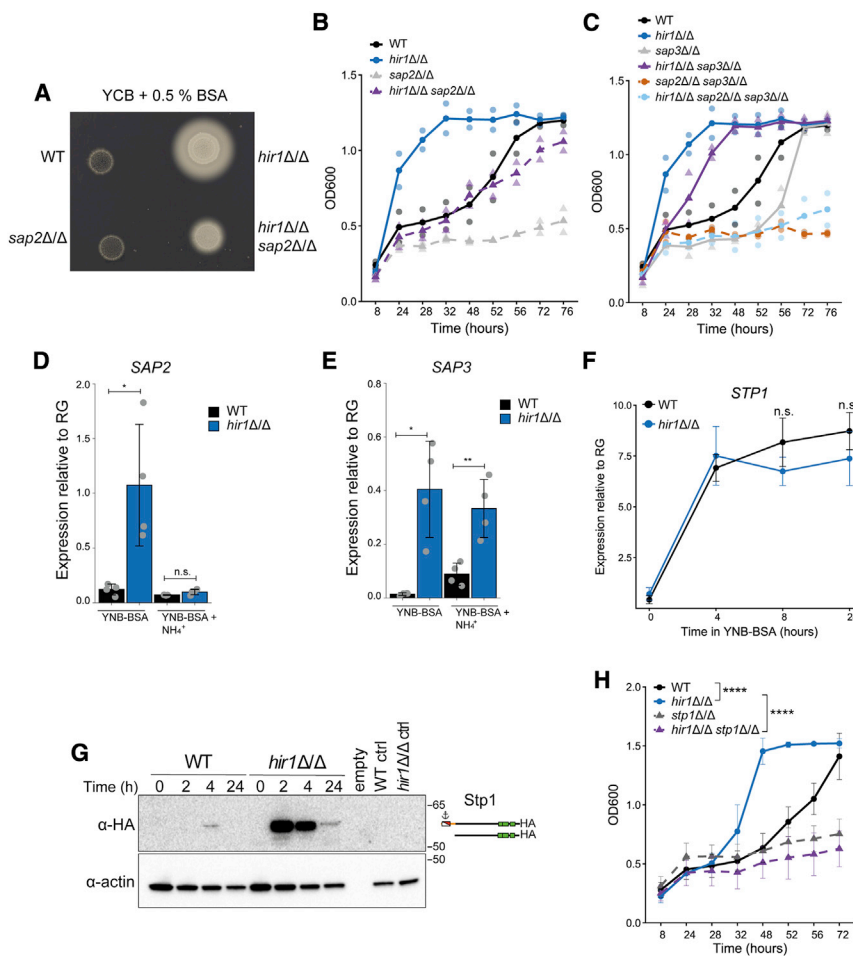 A
YCB + 0.5 % BSA
WT
hir1Δ/Δ
sap2Δ/Δ
hir1Δ/Δ
sap2Δ/Δ
B
WT
hir1Δ/Δ
sap2Δ/Δ
hir1Δ/Δ sap2Δ/Δ
OD600
1.5
1.0
0.5
0.0
8 24 28 32 48 52 56 72 76
Time (hours)
C
WT
hir1Δ/Δ
sap3Δ/Δ
hir1Δ/Δ sap3Δ/Δ
sap2Δ/Δ sap3Δ/Δ
hir1Δ/Δ sap2Δ/Δ sap3Δ/Δ
OD600
1.5
1.0
0.5
0.0
8 24 28 32 48 52 56 72 76
Time (hours)
D
SAP2
WT
hir1Δ/Δ
Expression relative to RG
2.0
1.5
1.0
0.5
0.0
*
n.s.
YNB-BSA
YNB-BSA +
NH₄⁺
E
SAP3
WT
hir1Δ/Δ
Expression relative to RG
0.8
0.6
0.4
0.2
0.0
*
**
YNB-BSA
YNB-BSA +
NH₄⁺
F
STP1
WT
hir1Δ/Δ
Expression relative to RG
10.0
7.5
5.0
2.5
n.s.
n.s.
0 4 8 2
Time in YNB-BSA (hours)
G
WT
hir1Δ/Δ
empty
WT ctrl
hir1Δ/Δ ctrl
Time (h) 0 2 4 24 0 2 4 24
α-HA
-65
-50
-50
α-actin
Stp1
HA
HA
H
WT
hir1Δ/Δ
stp1Δ/Δ
hir1Δ/Δ stp1Δ/Δ
****
****
OD600
2.0
1.5
1.0
0.5
0.0
8 24 28 32 48 52 56 72
Time (hours)